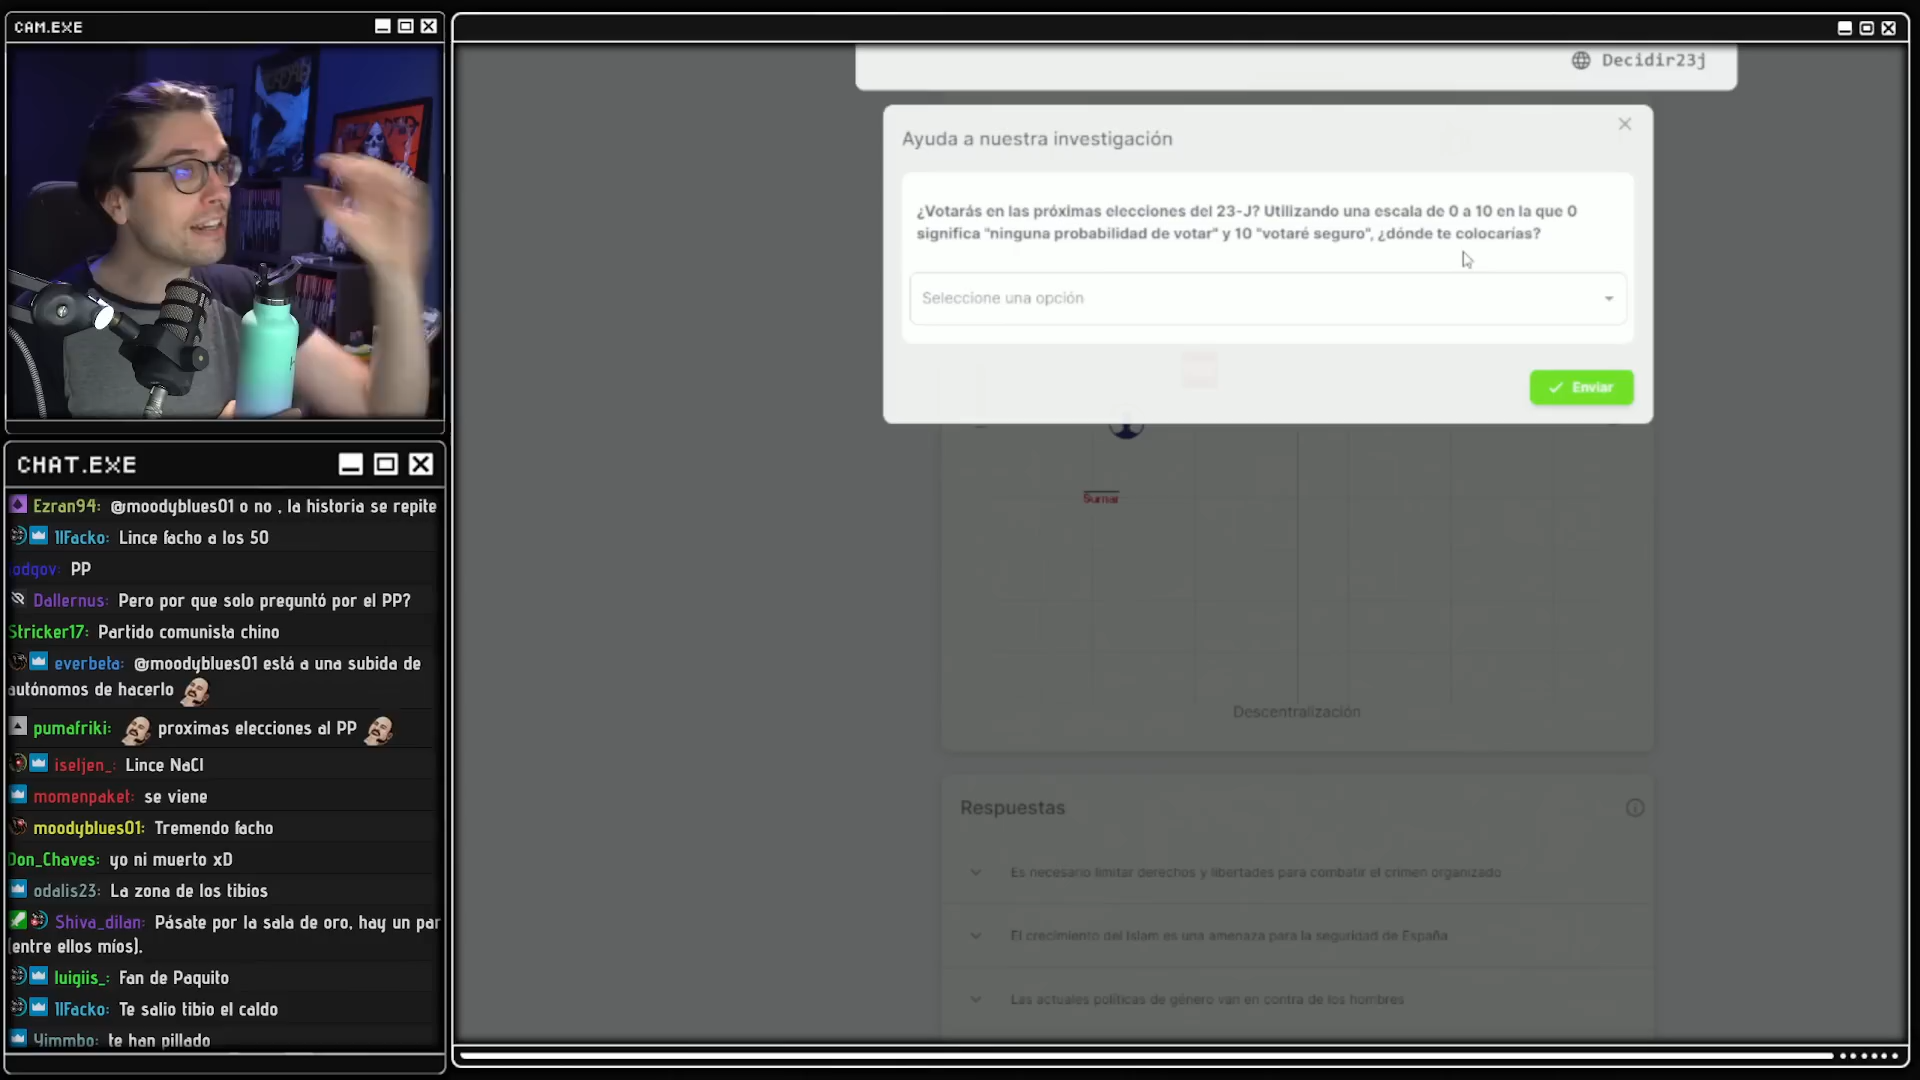 CAM.EXE
Decidir23j
Ayuda a nuestra investigación
¿Votarás en las próximas elecciones del 23-J? Utilizando una escala de 0 a 10 en la que 0
significa "ninguna probabilidad de votar" y 10 "votaré seguro", ¿dónde te colocarías?
Seleccione una opción
Enviar
Sumar
Descentralización
Respuestas
Es necesario limitar derechos y libertades para combatir el crimen organizado
El crecimiento del Islam es una amenaza para la seguridad de España
Las actuales políticas de género van en contra de los hombres
CHAT.EXE
Ezran94: @moodyblues01 o no , la historia se repite
11Facko: Lince facho a los 50
PP
Dallernus: Pero por que solo preguntó por el PP?
Stricker17: Partido comunista chino
everbeta: @moodyblues01 está a una subida de
autónomos de hacerlo
pumafriki: proximas elecciones al PP
iseljen_: Lince NaCl
momenpaket: se viene
moodyblues01: Tremendo facho
Don_Chaves: yo ni muerto xD
odalis23: La zona de los tibios
Shiva_dilan: Pásate por la sala de oro, hay un par
(entre ellos míos).
luigiis_: Fan de Paquito
11Facko: Te salio tibio el caldo
Yimmbo: te han pillado